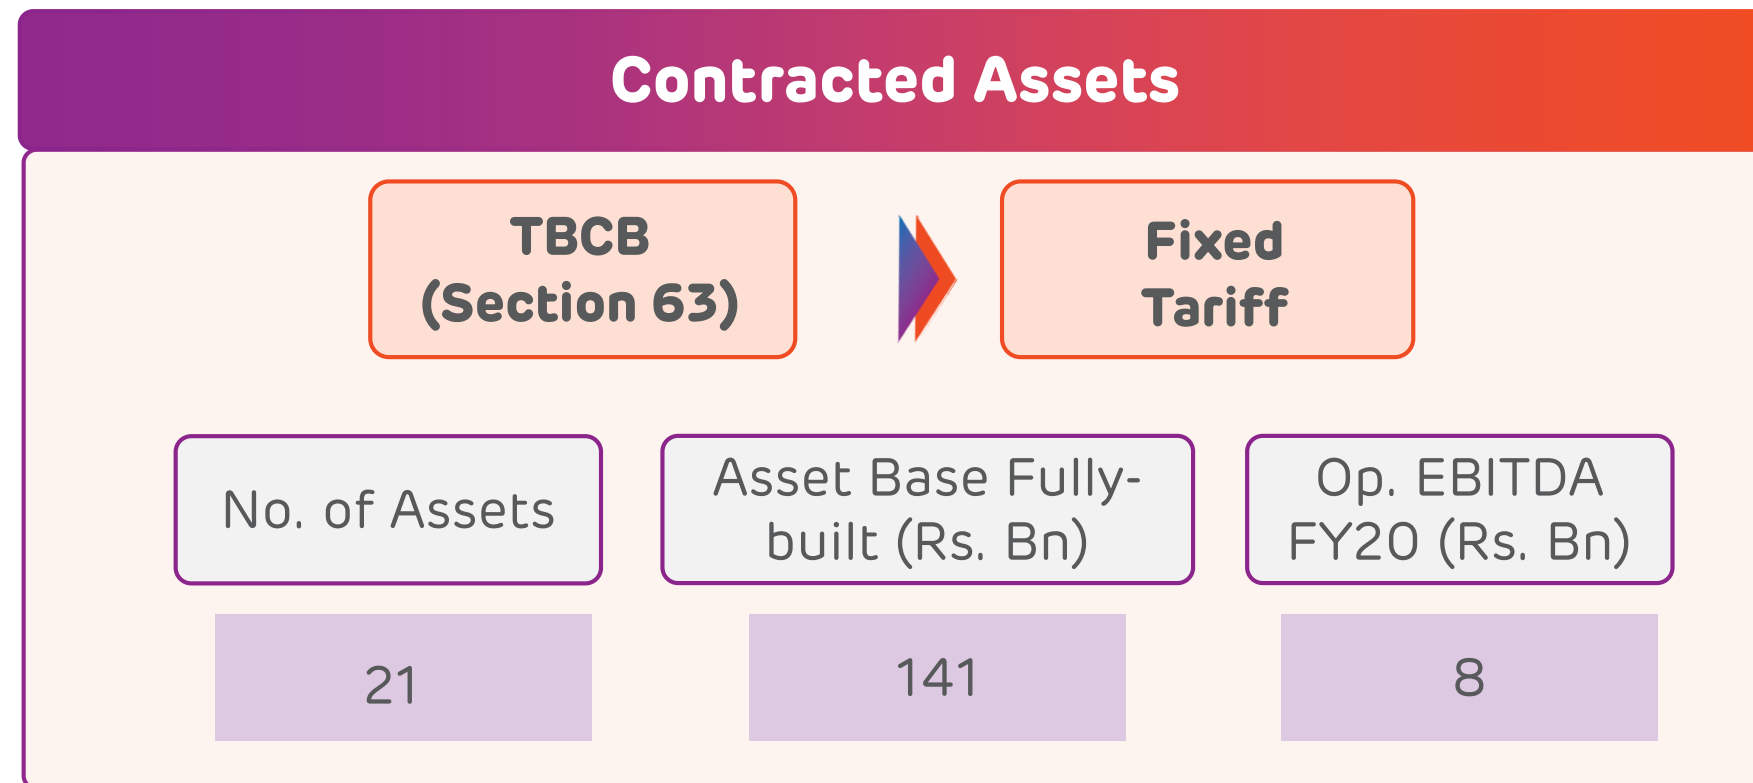 Contracted Assets
TBCB
(Section 63)
Fixed
Tariff
No. of Assets
Asset Base Fully-
built (Rs. Bn)
Op. EBITDA
FY20 (Rs. Bn)
21
141
8